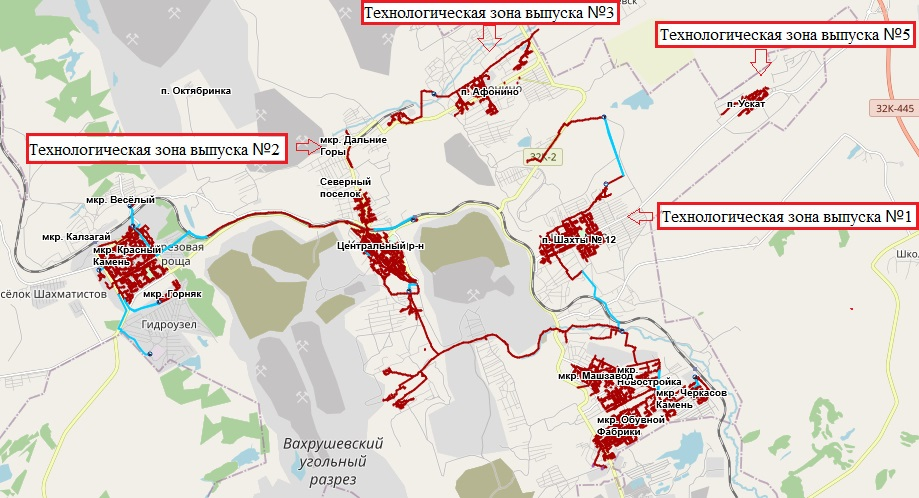 Технологическая зона выпуска №3
Технологическая зона выпуска №5
п. Октябринка
п. Афонино
п. Ускат
32К-445
Технологическая зона выпуска №2
мкр. Дальние
Горы
32К-2
Северный
поселок
мкр. Весёлый
Технологическая зона выпуска №1
мкр. Калзагай
мкр. Красный
Камень
резовая
роща
Центральный р-н
п. Шахты №12
сёлок Шахматистов
мкр. Горняк
Гидроузел
мкр. Машзавод
мкр.
Новостройка
мкр. Черкасов
Камень
мкр. Обувной
Фабрики
Вахрушевский
угольный
разрез